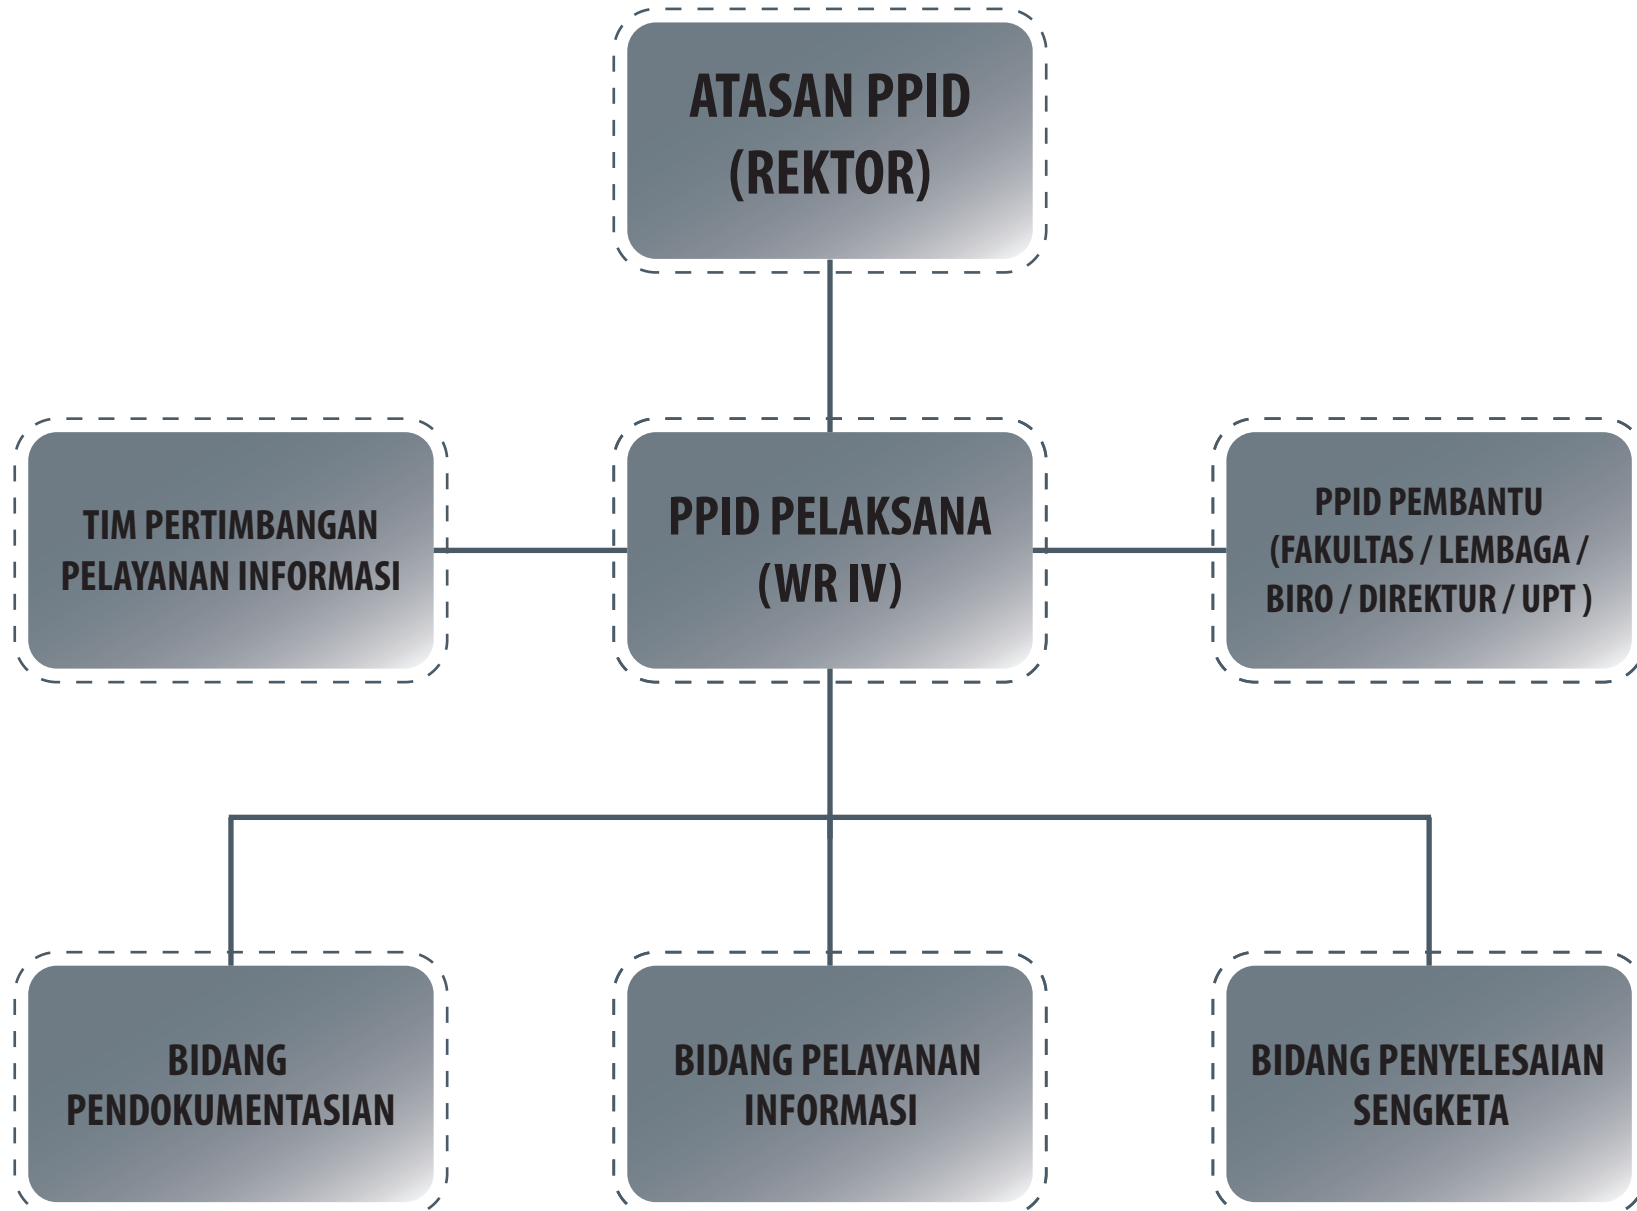 ATASAN PPID
(REKTOR)
TIM PERTIMBANGAN
PELAYANAN INFORMASI
PPID PELAKSANA
(WR IV)
PPID PEMBANTU
(FAKULTAS / LEMBAGA /
BIRO / DIREKTUR / UPT )
BIDANG
PENDOKUMENTASIAN
BIDANG PELAYANAN
INFORMASI
BIDANG PENYELESAIAN
SENGKETA